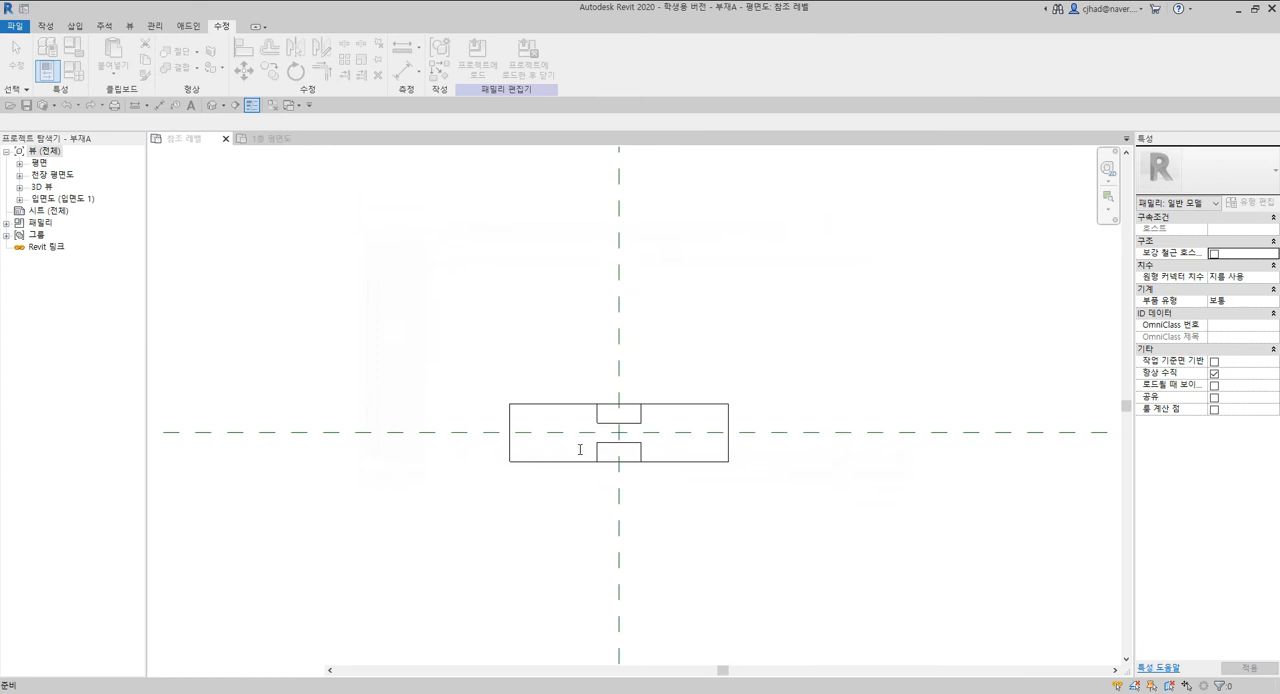 Autodesk Revit 2020 - 학생용 버전 - 부재A - 평면도: 참조 레벨
cjhad@naver....
파일 작성 삽입 주석 뷰 관리 애드인 수정
수정 붙여넣기 절단 결합 프로젝트에 로드 프로젝트에 로드한 후 닫기
선택 특성 클립보드 형상 수정 측정 작성 패밀리 편집기
프로젝트 탐색기 - 부재A
참조 레벨
1층 평면도
뷰 (전체)
평면
천장 평면도
3D 뷰
입면도 (입면도 1)
시트 (전체)
패밀리
그룹
Revit 링크
2D
특성
R
패밀리: 일반 모델 유형 편집
구속조건
호스트
구조
보강 철근 호스...
치수
원형 커넥터 치수 지름 사용
기계
부품 유형 보통
ID 데이터
OmniClass 번호
OmniClass 제목
기타
작업 기준면 기반
항상 수직
로드될 때 보이...
공유
룸 계산 점
특성 도움말 적용
준비
:0